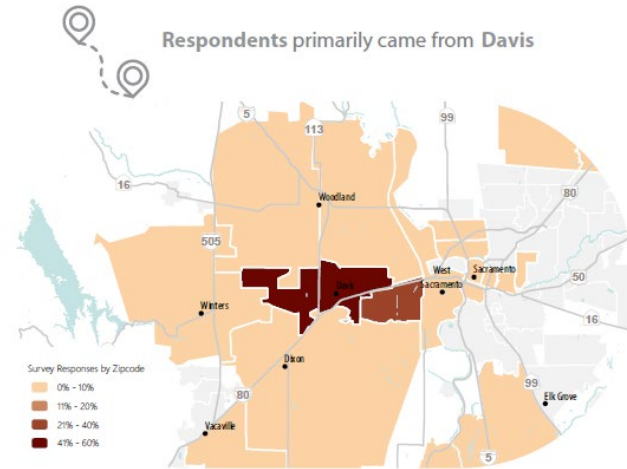 Respondents primarily came from Davis
5
113
99
16
80
Woodland
505
West
Sacramento
Sacramento
50
Davis
Winters
16
Survey Responses by Zipcode
0% - 10%
11% - 20%
21% - 40%
41% - 60%
Dixon
80
99
Elk Grove
Vacaville
5